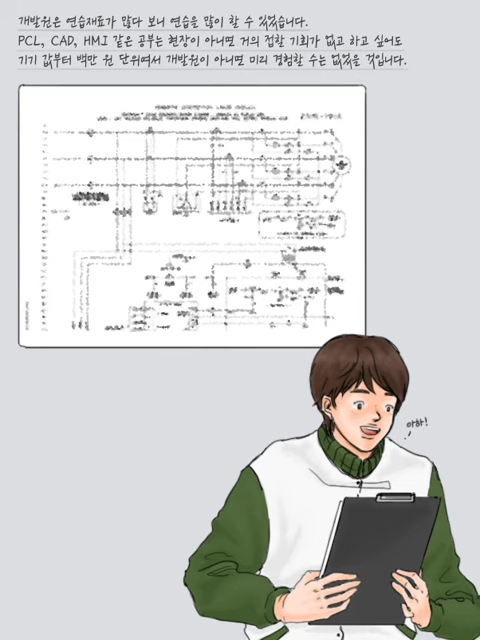 개발원은 연습재료가 많다 보니 연습을 많이 할 수 있었습니다.
PCL, CAD, HMI 같은 공부는 현장이 아니면 거의 접할 기회가 없고 하고 싶어도
기기 값부터 백만 원 단위여서 개발원이 아니면 미리 경험할 수는 없었을 것입니다.
아하!